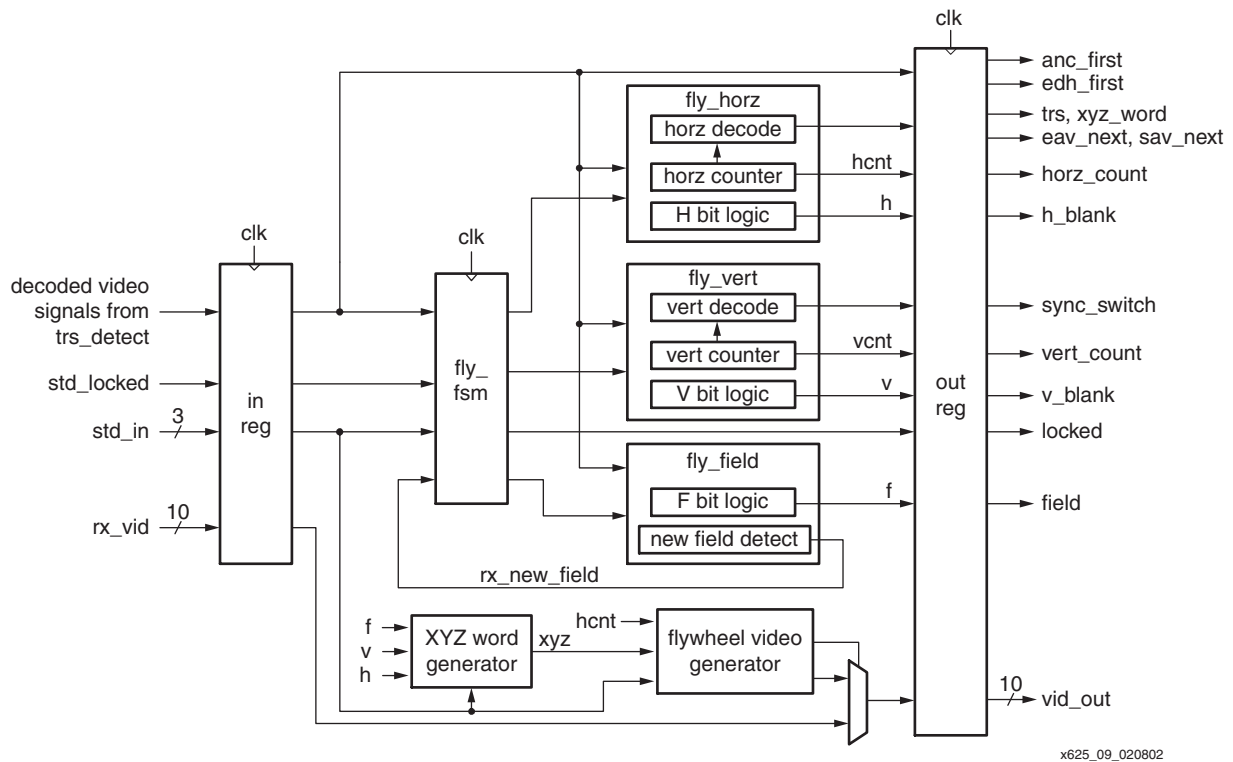 clk
anc_first
edh_first
trs, xyz_word
eav_next, sav_next
horz_count
h_blank
sync_switch
vert_count
v_blank
locked
field
10
vid_out
out
reg
fly_horz
horz decode
horz counter
H bit logic
hcnt
h
fly_vert
vert decode
vert counter
V bit logic
vcnt
v
fly_field
F bit logic
new field detect
f
rx_new_field
clk
fly_
fsm
clk
in
reg
decoded video
signals from
trs_detect
std_locked
std_in
3
rx_vid
10
f
v
h
XYZ word
generator
xyz
hcnt
flywheel video
generator
x625_09_020802